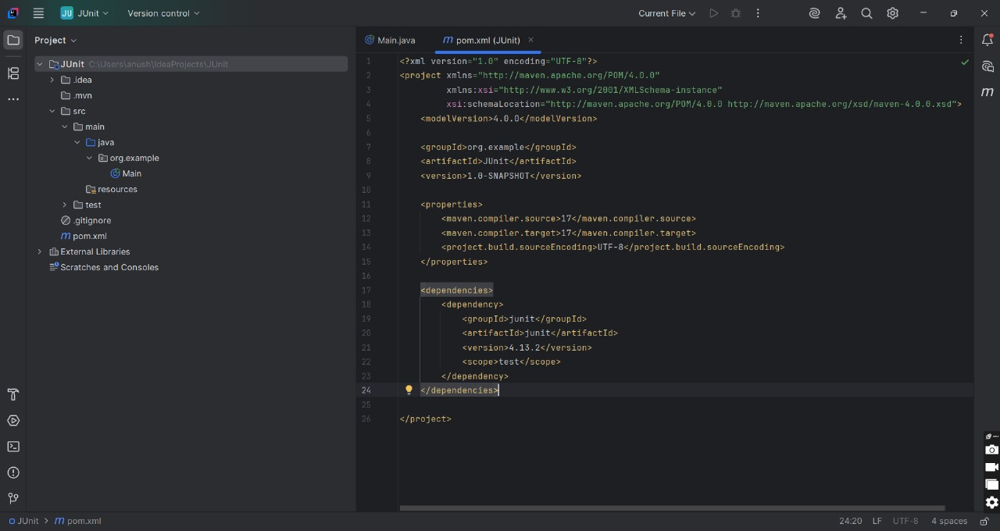 JU JUnit Version control Current File
Project
JUnit C:\Users\anush\IdeaProjects\JUnit
.idea
.mvn
src
main
java
org.example
Main
resources
test
.gitignore
m pom.xml
External Libraries
Scratches and Consoles
Main.java m pom.xml (JUnit)
1 <?xml version="1.0" encoding="UTF-8"?>
2 <project xmlns="http://maven.apache.org/POM/4.0.0"
3 xmlns:xsi="http://www.w3.org/2001/XMLSchema-instance"
4 xsi:schemaLocation="http://maven.apache.org/POM/4.0.0 http://maven.apache.org/xsd/maven-4.0.0.xsd">
5 <modelVersion>4.0.0</modelVersion>
6
7 <groupId>org.example</groupId>
8 <artifactId>JUnit</artifactId>
9 <version>1.0-SNAPSHOT</version>
10
11 <properties>
12 <maven.compiler.source>17</maven.compiler.source>
13 <maven.compiler.target>17</maven.compiler.target>
14 <project.build.sourceEncoding>UTF-8</project.build.sourceEncoding>
15 </properties>
16
17 <dependencies>
18 <dependency>
19 <groupId>junit</groupId>
20 <artifactId>junit</artifactId>
21 <version>4.13.2</version>
22 <scope>test</scope>
23 </dependency>
24 </dependencies>
25
26 </project>
m
JUnit > m pom.xml 24:20 LF UTF-8 4 spaces